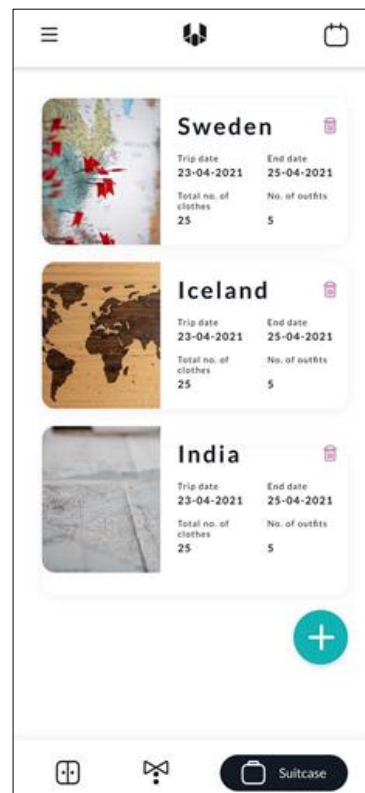 Sweden
Trip date End date
23-04-2021 25-04-2021
Total no. of No. of outfits
clothes
25 5
Iceland
Trip date End date
23-04-2021 25-04-2021
Total no. of No. of outfits
clothes
25 5
India
Trip date End date
23-04-2021 25-04-2021
Total no. of No. of outfits
clothes
25 5
Suitcase